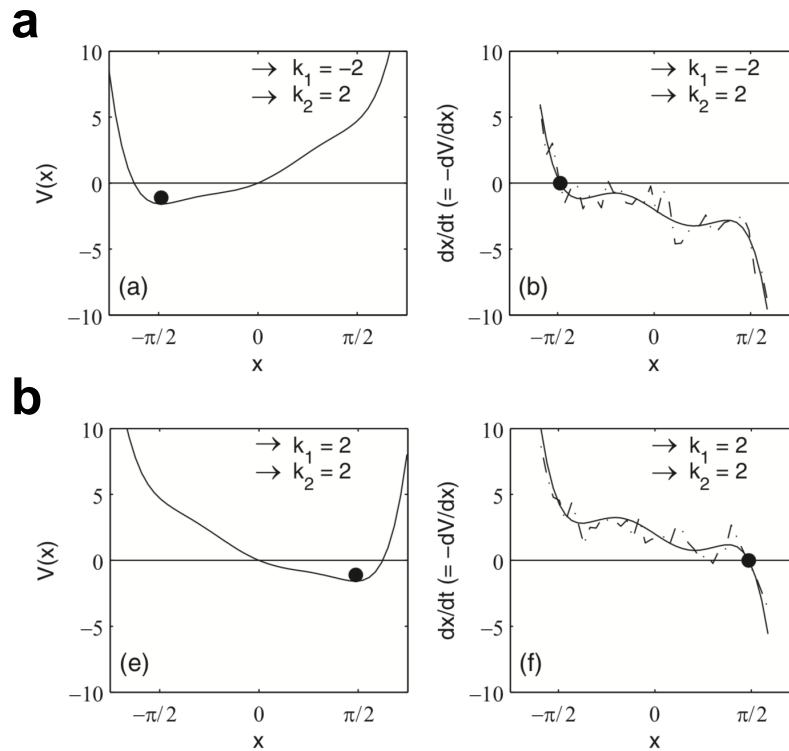 a
10
5
0
−5
−10
V(x)
→ k₁ = −2
→ k₂ = 2
(a)
−π/2 0 π/2
x
10
5
0
−5
−10
dx/dt (= −dV/dx)
→ k₁ = −2
→ k₂ = 2
(b)
−π/2 0 π/2
x
b
10
5
0
−5
−10
V(x)
→ k₁ = 2
→ k₂ = 2
(e)
−π/2 0 π/2
x
10
5
0
−5
−10
dx/dt (= −dV/dx)
→ k₁ = 2
→ k₂ = 2
(f)
−π/2 0 π/2
x